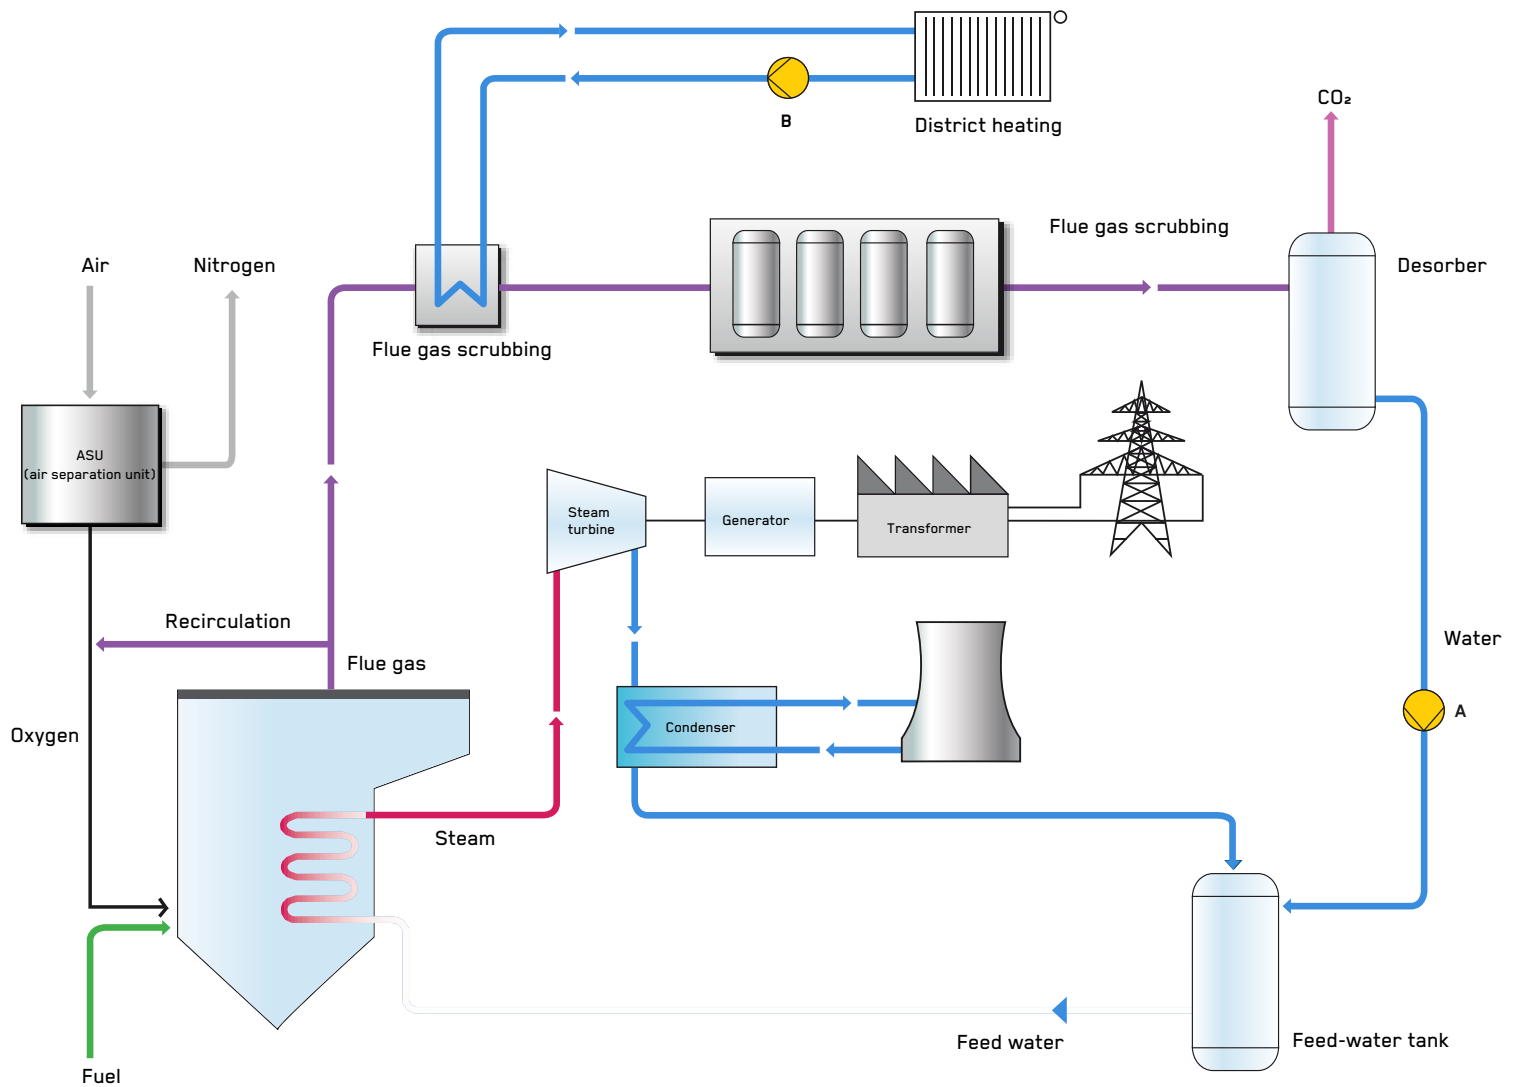 B
District heating
CO₂
Flue gas scrubbing
Air
Nitrogen
Desorber
Flue gas scrubbing
ASU
(air separation unit)
Steam
turbine
Generator
Transformer
Recirculation
Flue gas
Water
A
Oxygen
Condenser
Steam
Feed water
Feed-water tank
Fuel